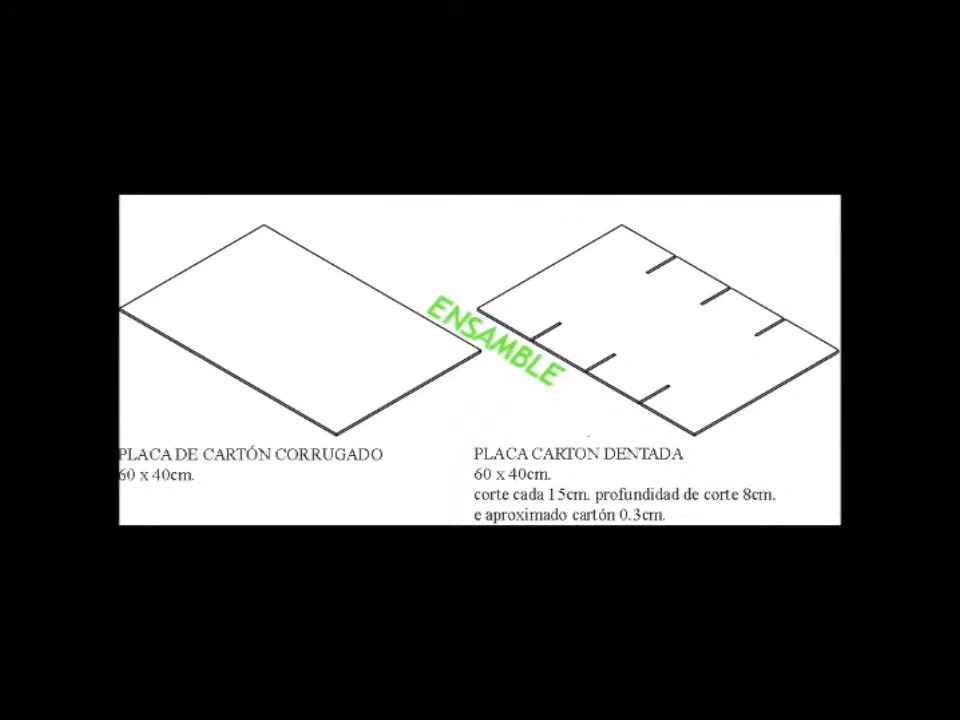 ENSAMBLE
PLACA DE CARTÓN CORRUGADO
60 x 40cm.
PLACA CARTON DENTADA
60 x 40cm.
corte cada 15cm. profundidad de corte 8cm.
e aproximado cartón 0.3cm.